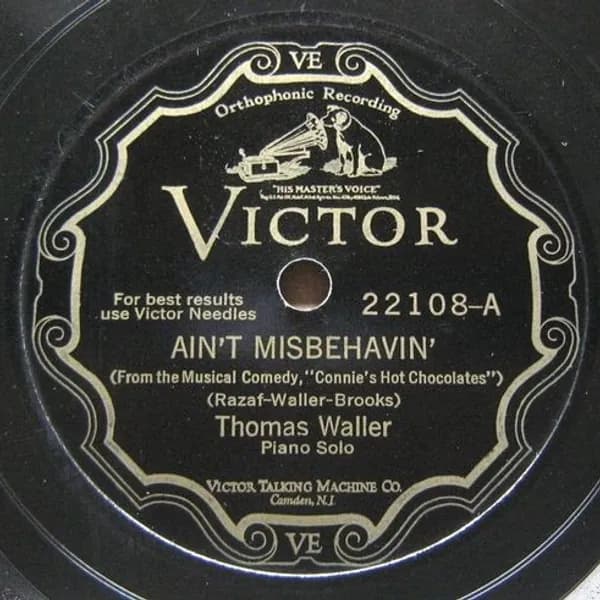 VE
Orthophonic Recording
"HIS MASTER'S VOICE"
VICTOR
For best results
use Victor Needles
22108-A
AIN'T MISBEHAVIN'
(From the Musical Comedy, "Connie's Hot Chocolates")
(Razaf-Waller-Brooks)
Thomas Waller
Piano Solo
VICTOR TALKING MACHINE CO.
Camden, N.J.
VE